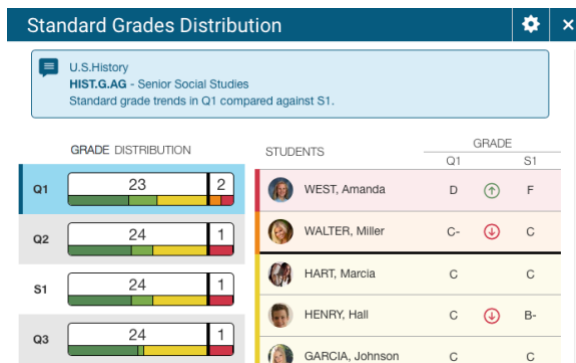 Standard Grades Distribution
U.S.History
HIST.G.AG - Senior Social Studies
Standard grade trends in Q1 compared against S1.
GRADE DISTRIBUTION
STUDENTS
GRADE
Q1 S1
Q1 23 2
WEST, Amanda D F
Q2 24 1
WALTER, Miller C- C
S1 24 1
HART, Marcia C C
HENRY, Hall C B-
Q3 24 1
GARCIA, Johnson C C